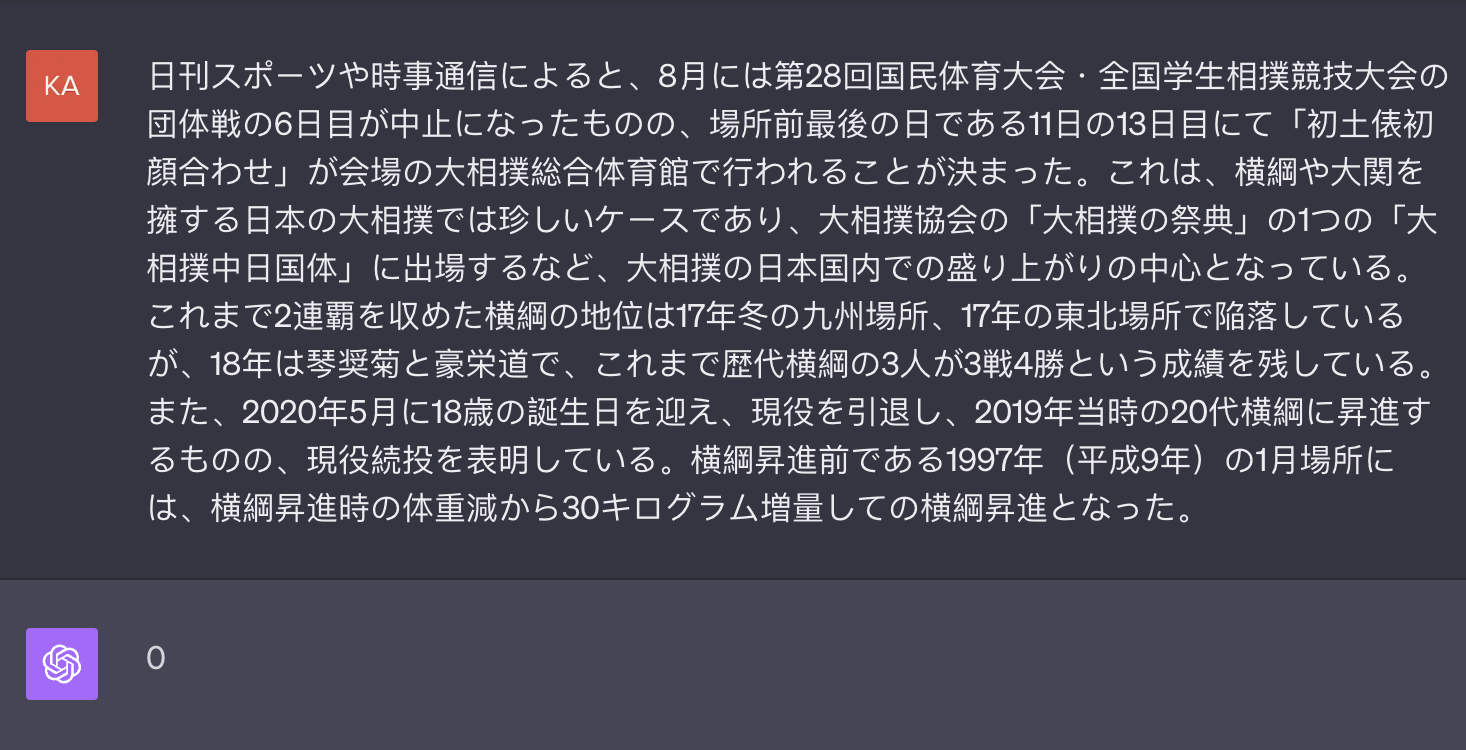 KA
日刊スポーツや時事通信によると、8月には第28回国民体育大会・全国学生相撲競技大会の
団体戦の6日目が中止になったものの、場所前最後の日である11日の13日目にて「初土俵初
顔合わせ」が会場の大相撲総合体育館で行われることが決まった。これは、横綱や大関を
擁する日本の大相撲では珍しいケースであり、大相撲協会の「大相撲の祭典」の1つの「大
相撲中日国体」に出場するなど、大相撲の日本国内での盛り上がりの中心となっている。
これまで2連覇を収めた横綱の地位は17年冬の九州場所、17年の東北場所で陥落している
が、18年は琴奨菊と豪栄道で、これまで歴代横綱の3人が3戦4勝という成績を残している。
また、2020年5月に18歳の誕生日を迎え、現役を引退し、2019年当時の20代横綱に昇進す
るものの、現役続投を表明している。横綱昇進前である1997年（平成9年）の1月場所に
は、横綱昇進時の体重減から30キログラム増量しての横綱昇進となった。
0